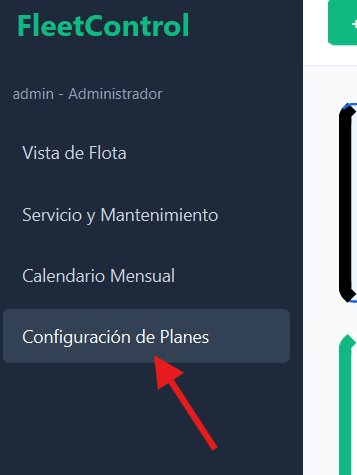 FleetControl
admin - Administrador
Vista de Flota
Servicio y Mantenimiento
Calendario Mensual
Configuración de Planes